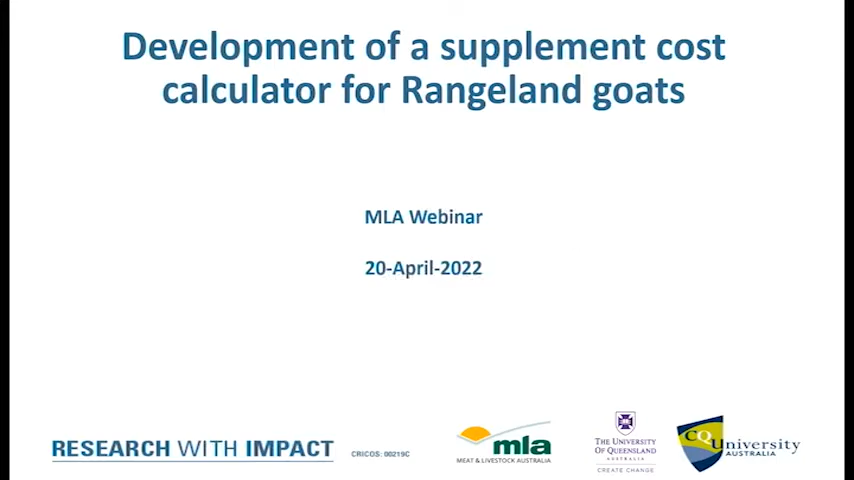 Development of a supplement cost
calculator for Rangeland goats
MLA Webinar
20-April-2022
RESEARCH WITH IMPACT
CRICOS: 00219C
mla
MEAT & LIVESTOCK AUSTRALIA
THE UNIVERSITY
OF QUEENSLAND
AUSTRALIA
CREATE CHANGE
CQUniversity
AUSTRALIA